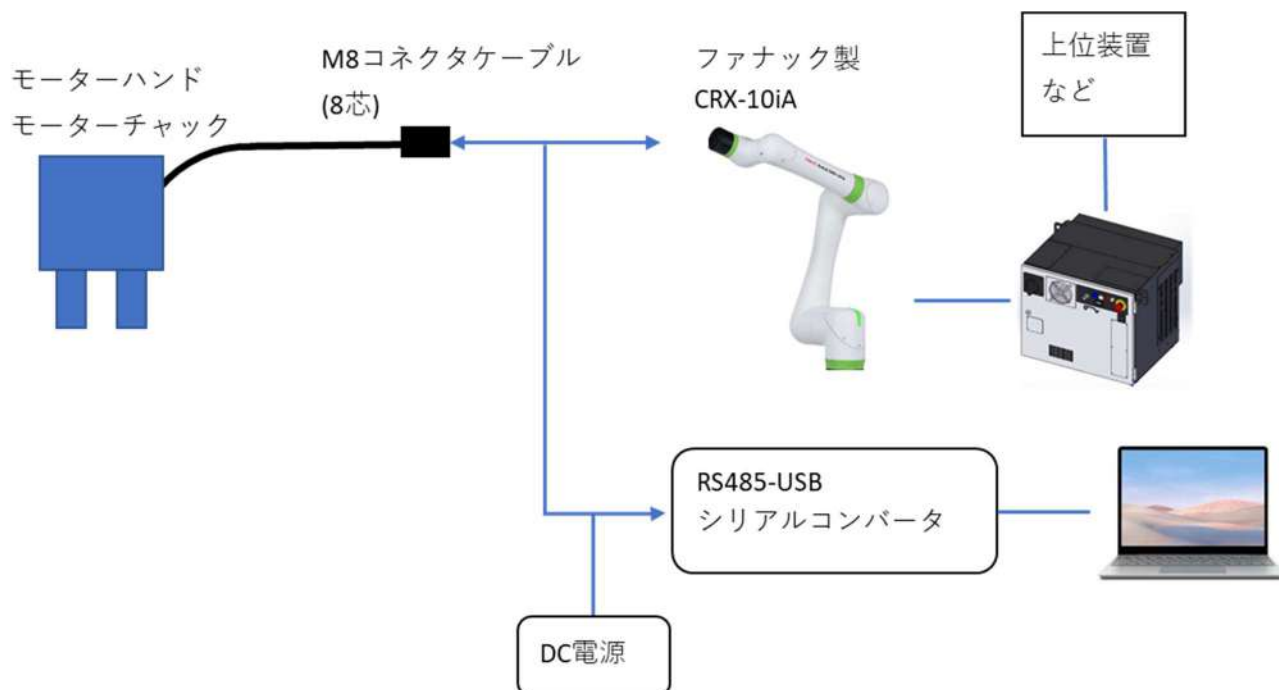 モーターハンド
モーターチャック
M8コネクタケーブル
(8芯)
ファナック製
CRX-10iA
上位装置
など
RS485-USB
シリアルコンバータ
DC電源